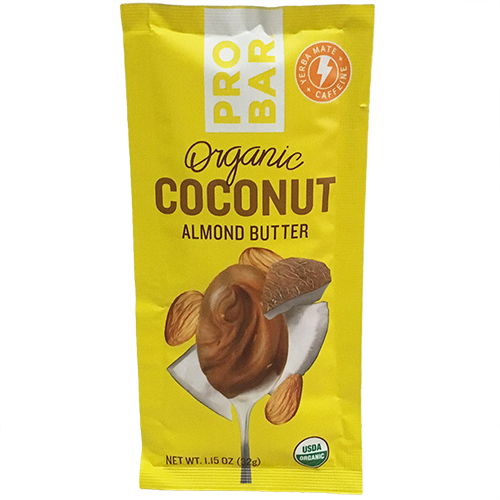 PRO
BAR
YERBA MATE
CAFFEINE
Organic
COCONUT
ALMOND BUTTER
NET WT. 1.15 OZ (32g)
USDA
ORGANIC